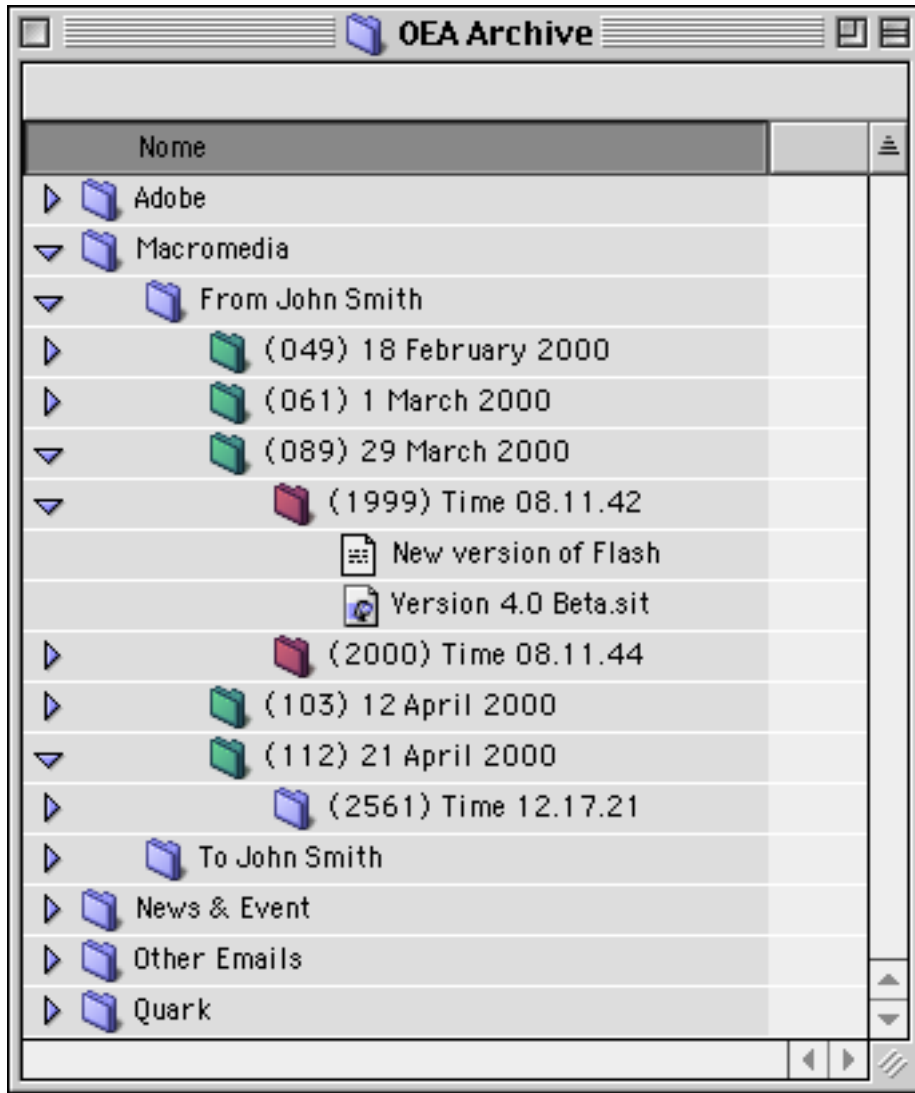 OEA Archive
Nome
Adobe
Macromedia
From John Smith
(049) 18 February 2000
(061) 1 March 2000
(089) 29 March 2000
(1999) Time 08.11.42
New version of Flash
Version 4.0 Beta.sit
(2000) Time 08.11.44
(103) 12 April 2000
(112) 21 April 2000
(2561) Time 12.17.21
To John Smith
News & Event
Other Emails
Quark